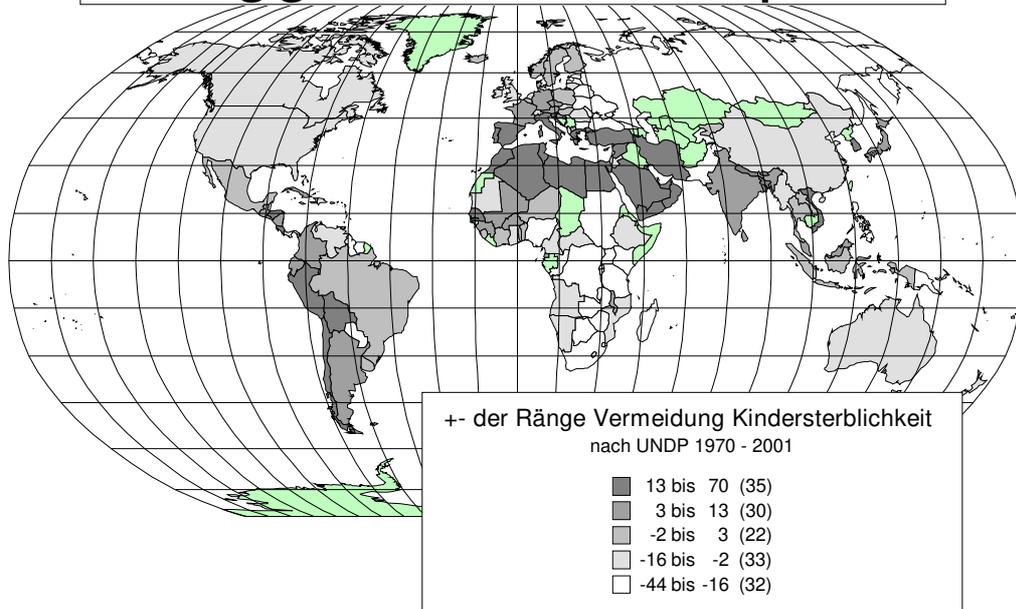 +- der Ränge Vermeidung Kindersterblichkeit
nach UNDP 1970 - 2001
13 bis 70 (35)
3 bis 13 (30)
-2 bis 3 (22)
-16 bis -2 (33)
-44 bis -16 (32)